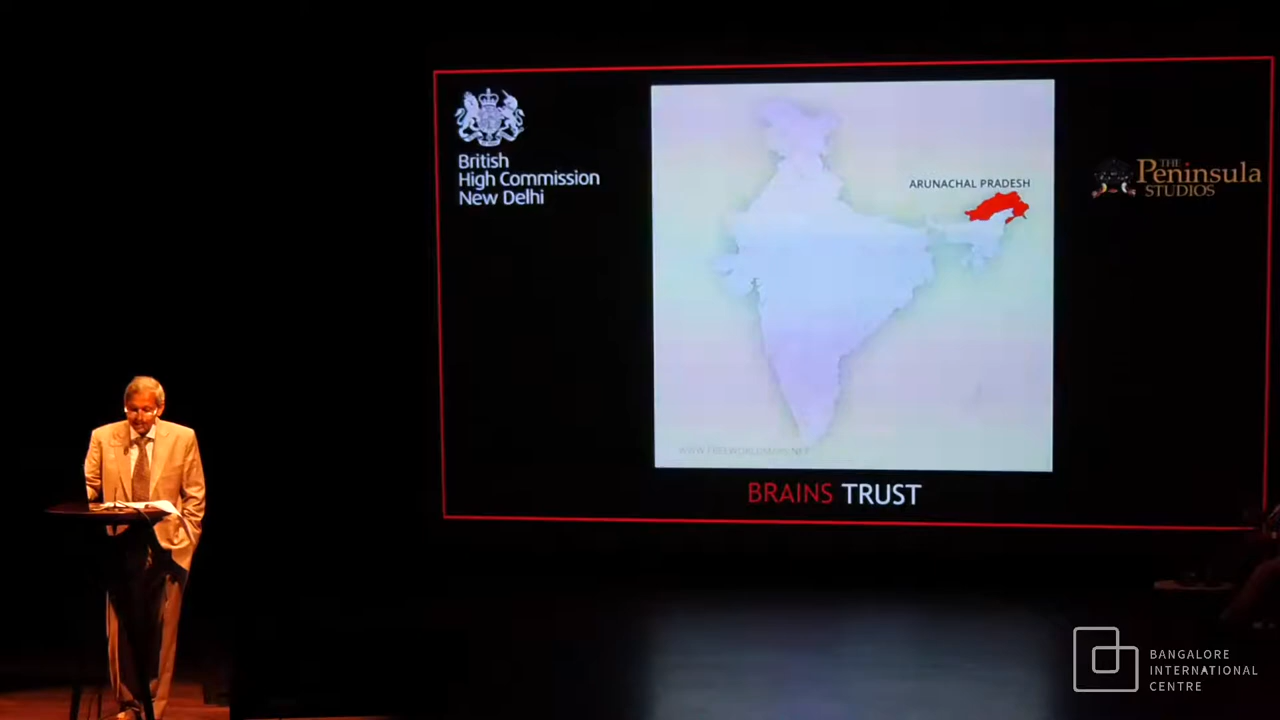 British
High Commission
New Delhi
ARUNACHAL PRADESH
THE
Peninsula
STUDIOS
BRAINS TRUST
BANGALORE
INTERNATIONAL
CENTRE